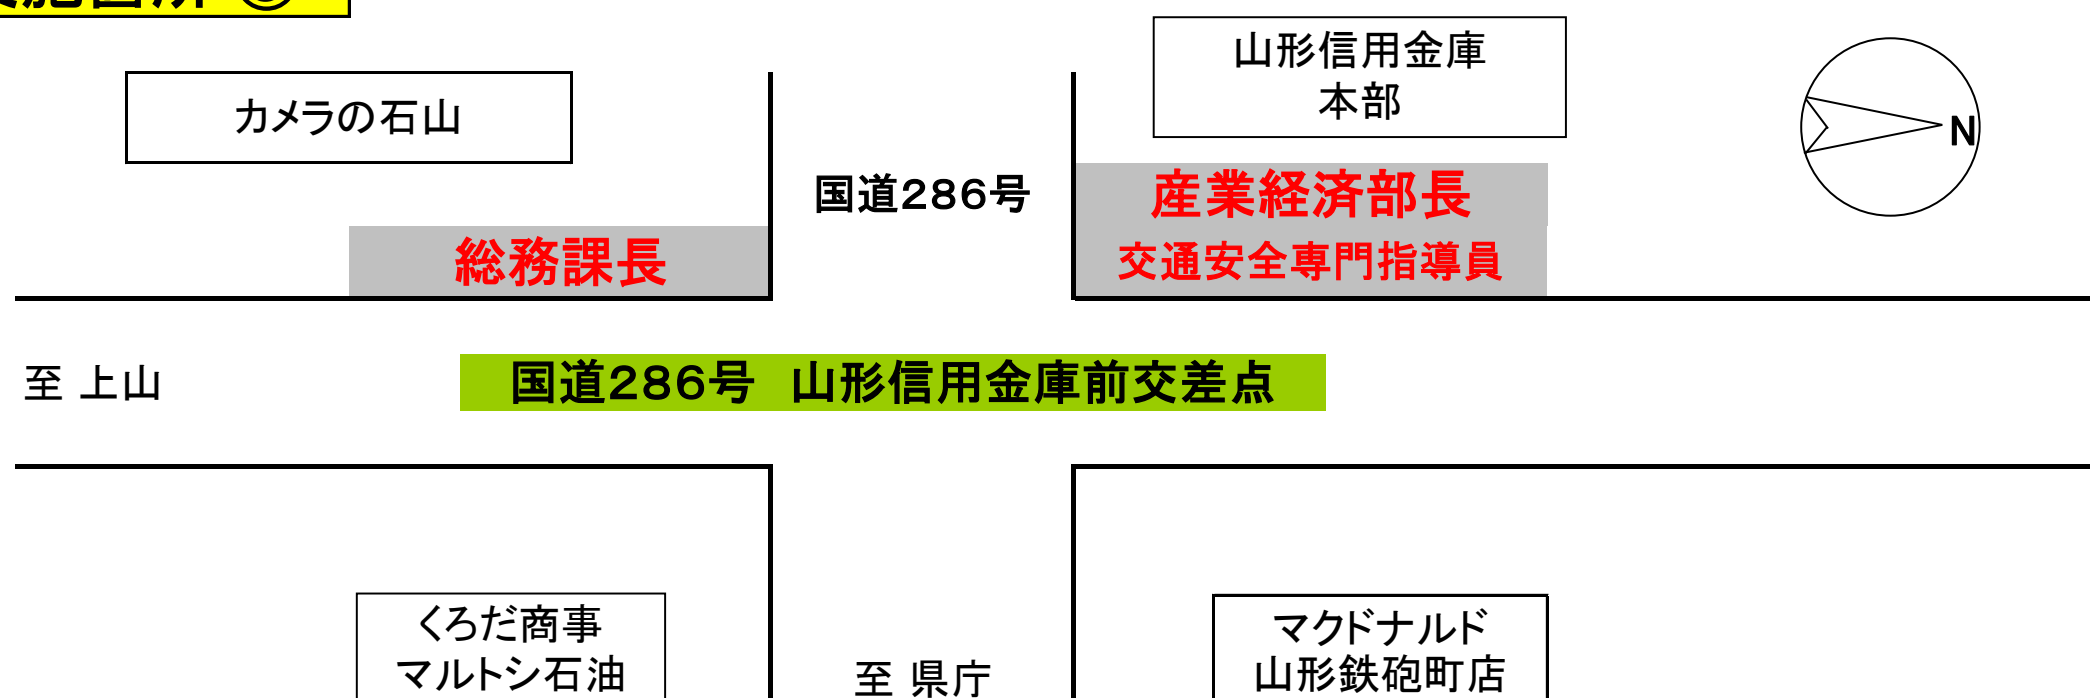 実施箇所
山形信用金庫
本部
カメラの石山
N
国道286号
産業経済部長
総務課長
交通安全専門指導員
至 上山
国道286号 山形信用金庫前交差点
くろだ商事
マルトシ石油
マクドナルド
山形鉄砲町店
至 県庁